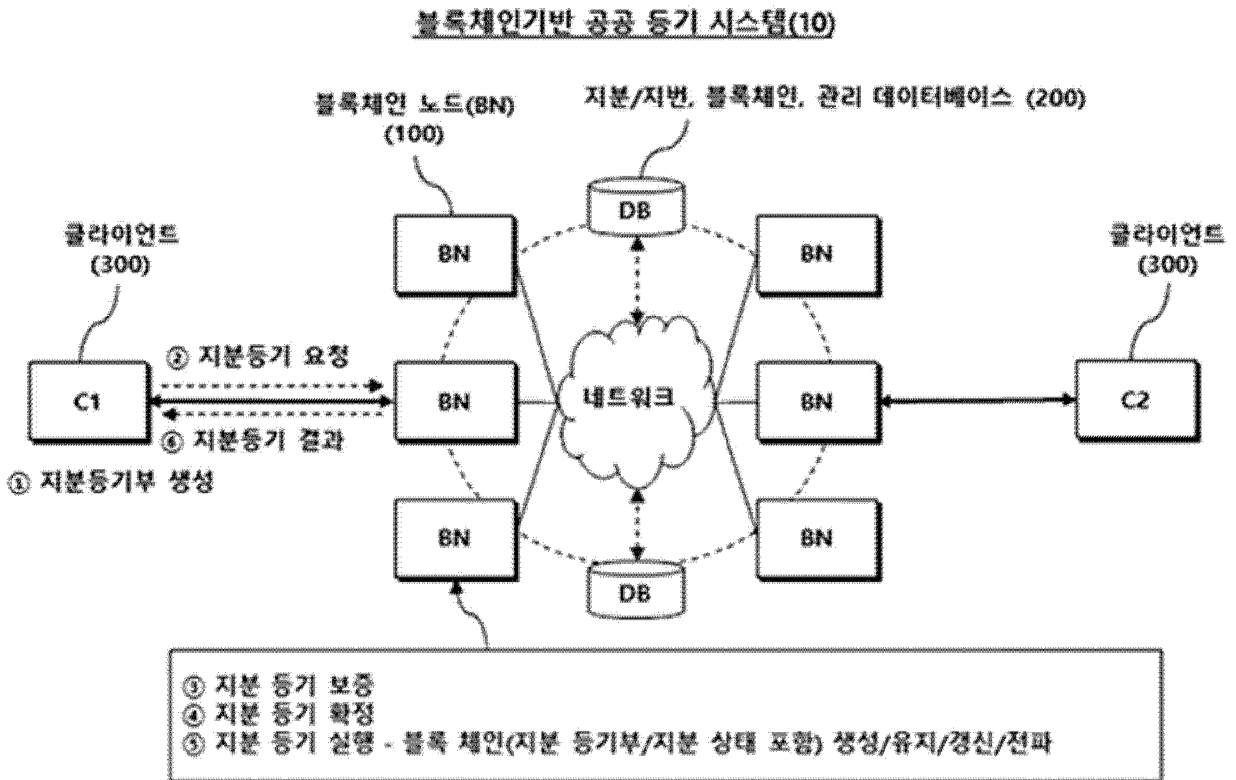 블록체인기반 공공 등기 시스템(10)
블록체인 노드(BN)
(100)
지분/지번, 블록체인, 관리 데이터베이스 (200)
클라이언트
(300)
DB
BN
BN
클라이언트
(300)
② 지분등기 요청
C1
BN
네트워크
BN
C2
⑥ 지분등기 결과
① 지분등기부 생성
BN
BN
DB
③ 지분 등기 보증
④ 지분 등기 확정
⑤ 지분 등기 실행 - 블록 체인(지분 등기부/지분 상태 포함) 생성/유지/갱신/전파